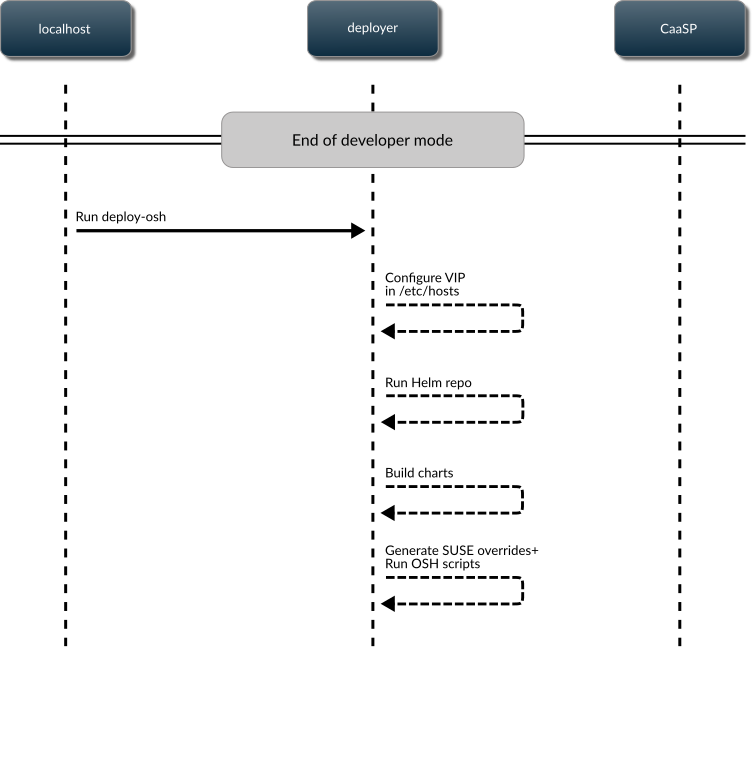 localhost
deployer
CaaSP
End of developer mode
Run deploy-osh
Configure VIP
in /etc/hosts
Run Helm repo
Build charts
Generate SUSE overrides+
Run OSH scripts